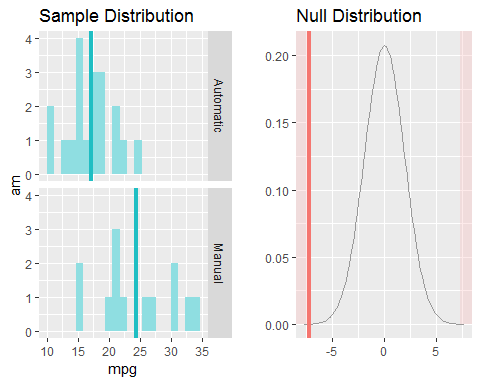 Sample Distribution
4
3
2
1
0
Automatic
am
4
3
2
1
0
Manual
10 15 20 25 30 35
mpg
Null Distribution
0.20
0.15
0.10
0.05
0.00
-5 0 5